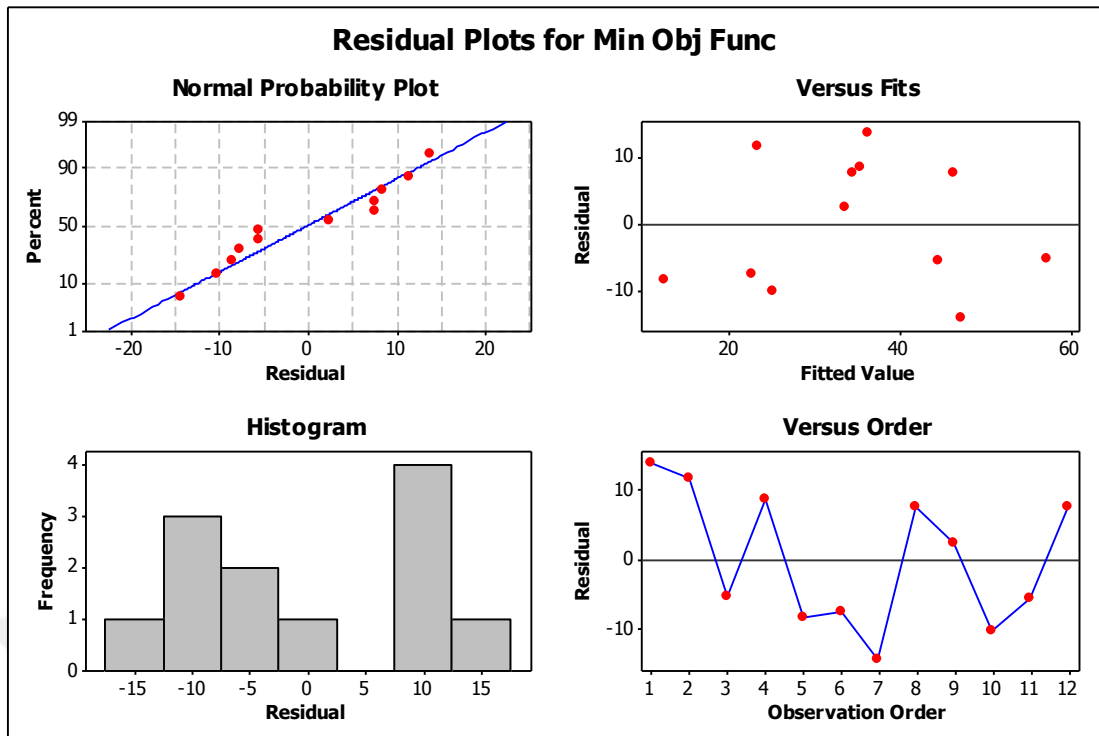 Residual Plots for Min Obj Func
Normal Probability Plot
99
90
50
10
1
Percent
-20 -10 0 10 20
Residual
Versus Fits
10
0
-10
Residual
20 40 60
Fitted Value
Histogram
4
3
2
1
0
Frequency
-15 -10 -5 0 5 10 15
Residual
Versus Order
10
0
-10
Residual
1 2 3 4 5 6 7 8 9 10 11 12
Observation Order